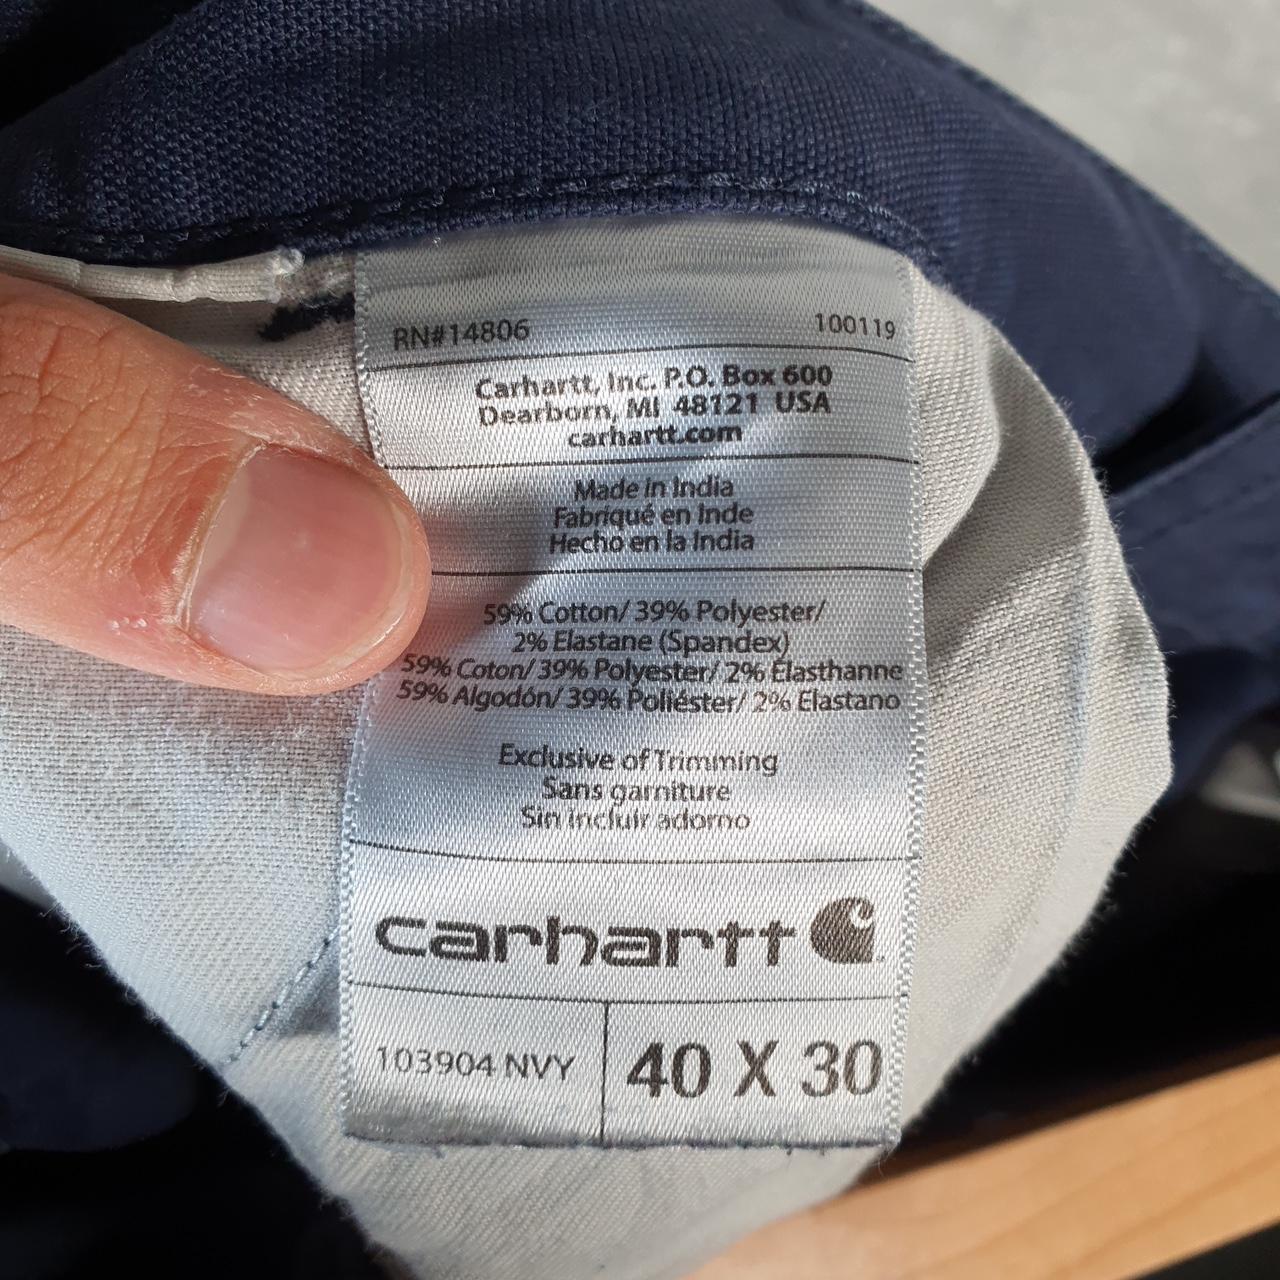 RN#14806 100119
Carhartt, Inc. P.O. Box 600
Dearborn, MI 48121 USA
carhartt.com
Made in India
Fabriqué en Inde
Hecho en la India
59% Cotton/ 39% Polyester/
2% Elastane (Spandex)
59% Coton/ 39% Polyester/ 2% Élasthanne
59% Algodón/ 39% Poliéster/ 2% Elastano
Exclusive of Trimming
Sans garniture
Sin incluir adorno
carhartt
103904 NVY 40 X 30